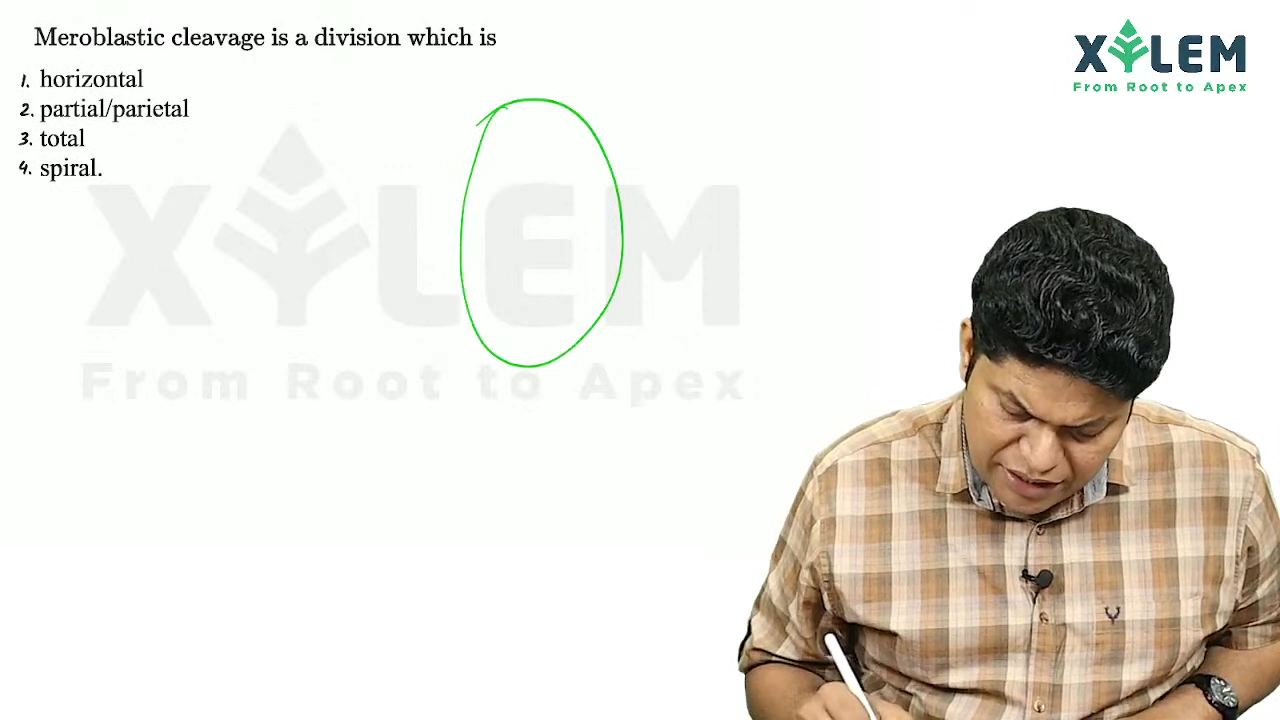 Meroblastic cleavage is a division which is
1. horizontal
2. partial/parietal
3. total
4. spiral.
XYLEM
From Root to Apex
XYLEM
From Root to Apex